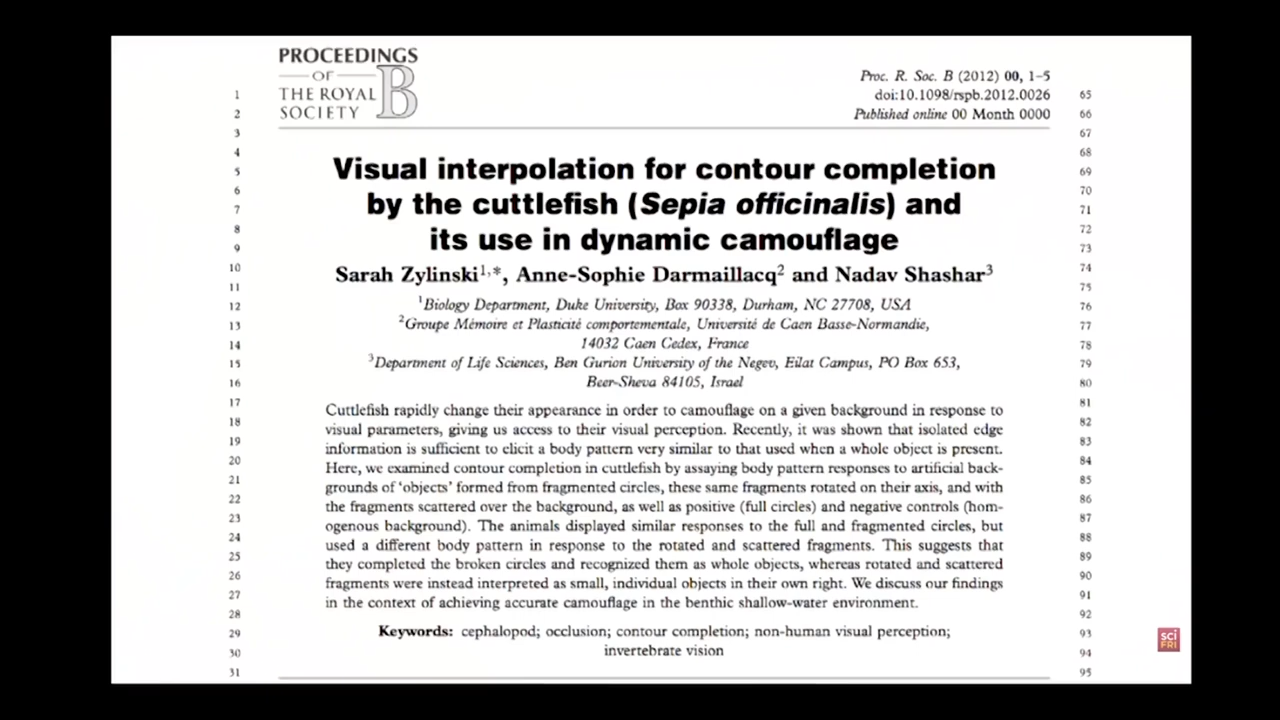 PROCEEDINGS
OF
THE ROYAL
SOCIETY
B
Proc. R. Soc. B (2012) 00, 1–5
doi:10.1098/rspb.2012.0026
Published online 00 Month 0000
Visual interpolation for contour completion
by the cuttlefish (Sepia officinalis) and
its use in dynamic camouflage
Sarah Zylinski1,*, Anne-Sophie Darmaillacq2 and Nadav Shashar3
1Biology Department, Duke University, Box 90338, Durham, NC 27708, USA
2Groupe Mémoire et Plasticité comportementale, Université de Caen Basse-Normandie,
14032 Caen Cedex, France
3Department of Life Sciences, Ben Gurion University of the Negev, Eilat Campus, PO Box 653,
Beer-Sheva 84105, Israel
Cuttlefish rapidly change their appearance in order to camouflage on a given background in response to
visual parameters, giving us access to their visual perception. Recently, it was shown that isolated edge
information is sufficient to elicit a body pattern very similar to that used when a whole object is present.
Here, we examined contour completion in cuttlefish by assaying body pattern responses to artificial back-
grounds of ‘objects’ formed from fragmented circles, these same fragments rotated on their axis, and with
the fragments scattered over the background, as well as positive (full circles) and negative controls (hom-
ogenous background). The animals displayed similar responses to the full and fragmented circles, but
used a different body pattern in response to the rotated and scattered fragments. This suggests that
they completed the broken circles and recognized them as whole objects, whereas rotated and scattered
fragments were instead interpreted as small, individual objects in their own right. We discuss our findings
in the context of achieving accurate camouflage in the benthic shallow-water environment.
Keywords: cephalopod; occlusion; contour completion; non-human visual perception;
invertebrate vision
1
2
3
4
5
6
7
8
9
10
11
12
13
14
15
16
17
18
19
20
21
22
23
24
25
26
27
28
29
30
31
65
66
67
68
69
70
71
72
73
74
75
76
77
78
79
80
81
82
83
84
85
86
87
88
89
90
91
92
93
94
95
sci
FRI